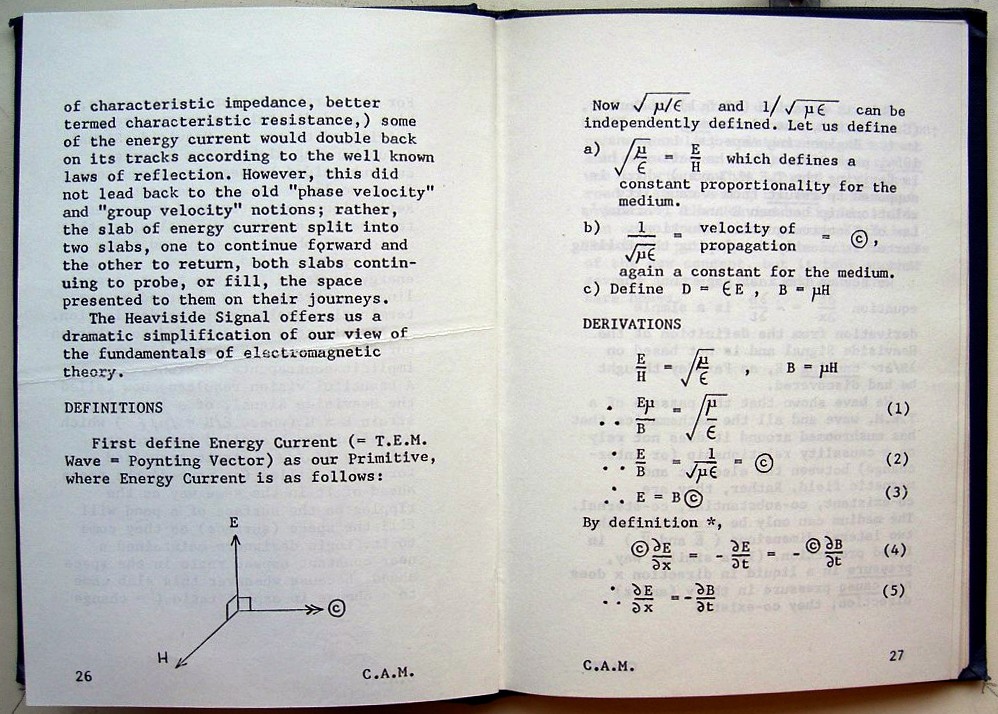 of characteristic impedance, better
termed characteristic resistance,) some
of the energy current would double back
on its tracks according to the well known
laws of reflection. However, this did
not lead back to the old "phase velocity"
and "group velocity" notions; rather,
the slab of energy current split into
two slabs, one to continue forward and
the other to return, both slabs contin-
uing to probe, or fill, the space
presented to them on their journeys.
The Heaviside Signal offers us a
dramatic simplification of our view of
the fundamentals of electromagnetic
theory.
DEFINITIONS
First define Energy Current (= T.E.M.
Wave = Poynting Vector) as our Primitive,
where Energy Current is as follows:
E
©
H
26
C.A.M.
Now √μ/ϵ and 1/√μϵ can be
independently defined. Let us define
a) √(μ/ϵ) = E/H which defines a
constant proportionality for the
medium.
b) 1/√μϵ = velocity of propagation = ©,
again a constant for the medium.
c) Define D = ϵE , B = μH
DERIVATIONS
E/H = √(μ/ϵ) , B = μH
∴ Eμ/B = √(μ/ϵ) (1)
∴ E/B = 1/√μϵ = © (2)
∴ E = B© (3)
By definition *,
© ∂E/∂x = - ∂E/∂t = - © ∂B/∂t (4)
∴ ∂E/∂x = - ∂B/∂t (5)
C.A.M.
27